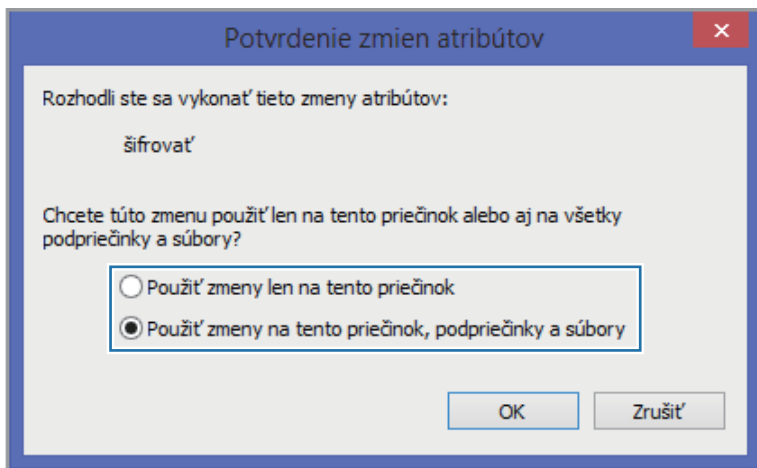 Potvrdenie zmien atribútov
Rozhodli ste sa vykonať tieto zmeny atribútov:
šifrovať
Chcete túto zmenu použiť len na tento priečinok alebo aj na všetky
podpriečinky a súbory?
Použiť zmeny len na tento priečinok
Použiť zmeny na tento priečinok, podpriečinky a súbory
OK
Zrušiť